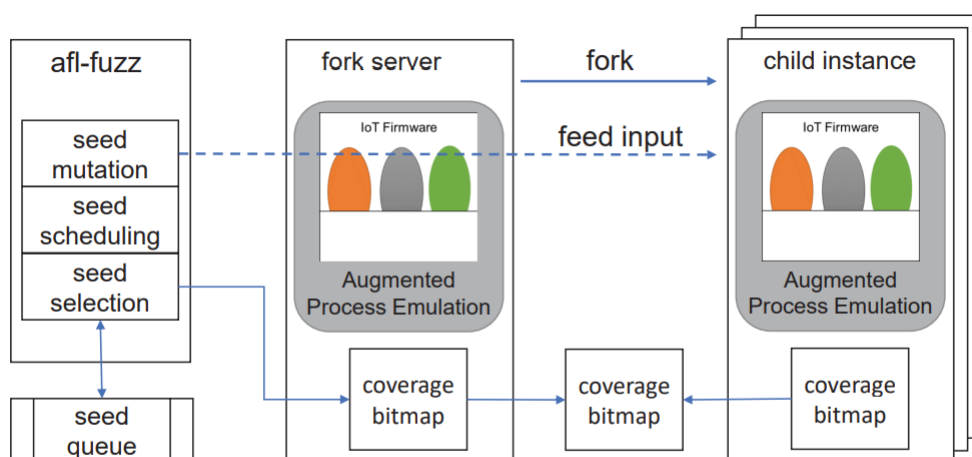 afl-fuzz
seed
mutation
seed
scheduling
seed
selection
seed
queue
fork server
IoT Firmware
Augmented
Process Emulation
coverage
bitmap
fork
feed input
coverage
bitmap
child instance
IoT Firmware
Augmented
Process Emulation
coverage
bitmap